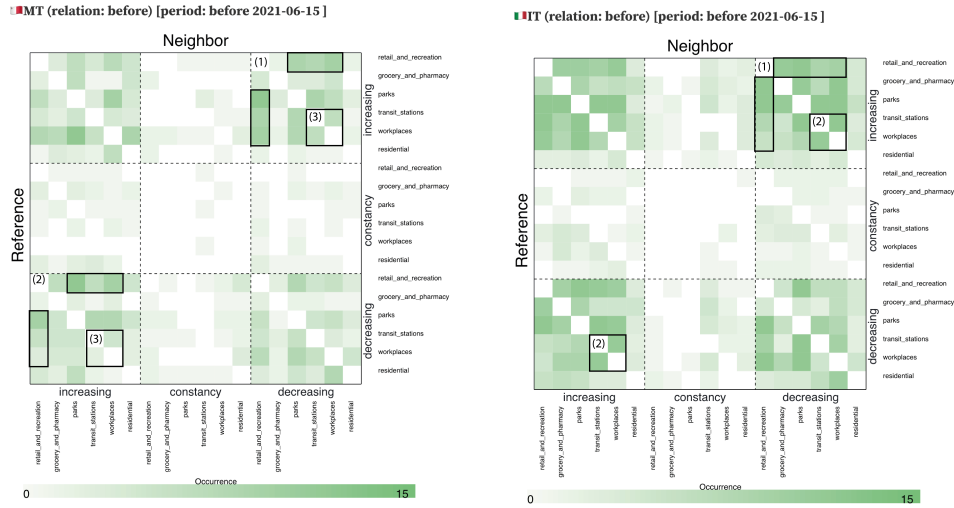 MT (relation: before) [period: before 2021-06-15 ]
Neighbor
Reference
(1)
(3)
(2)
(3)
retail_and_recreation
grocery_and_pharmacy
parks
transit_stations
workplaces
residential
increasing
retail_and_recreation
grocery_and_pharmacy
parks
transit_stations
workplaces
residential
constancy
retail_and_recreation
grocery_and_pharmacy
parks
transit_stations
workplaces
residential
decreasing
increasing
constancy
decreasing
retail_and_recreation
grocery_and_pharmacy
parks
transit_stations
workplaces
residential
retail_and_recreation
grocery_and_pharmacy
parks
transit_stations
workplaces
residential
retail_and_recreation
grocery_and_pharmacy
parks
transit_stations
workplaces
residential
Occurrence
0
15
IT (relation: before) [period: before 2021-06-15 ]
Neighbor
Reference
(1)
(2)
(2)
retail_and_recreation
grocery_and_pharmacy
parks
transit_stations
workplaces
residential
increasing
retail_and_recreation
grocery_and_pharmacy
parks
transit_stations
workplaces
residential
constancy
retail_and_recreation
grocery_and_pharmacy
parks
transit_stations
workplaces
residential
decreasing
increasing
constancy
decreasing
retail_and_recreation
grocery_and_pharmacy
parks
transit_stations
workplaces
residential
retail_and_recreation
grocery_and_pharmacy
parks
transit_stations
workplaces
residential
retail_and_recreation
grocery_and_pharmacy
parks
transit_stations
workplaces
residential
Occurrence
0
15